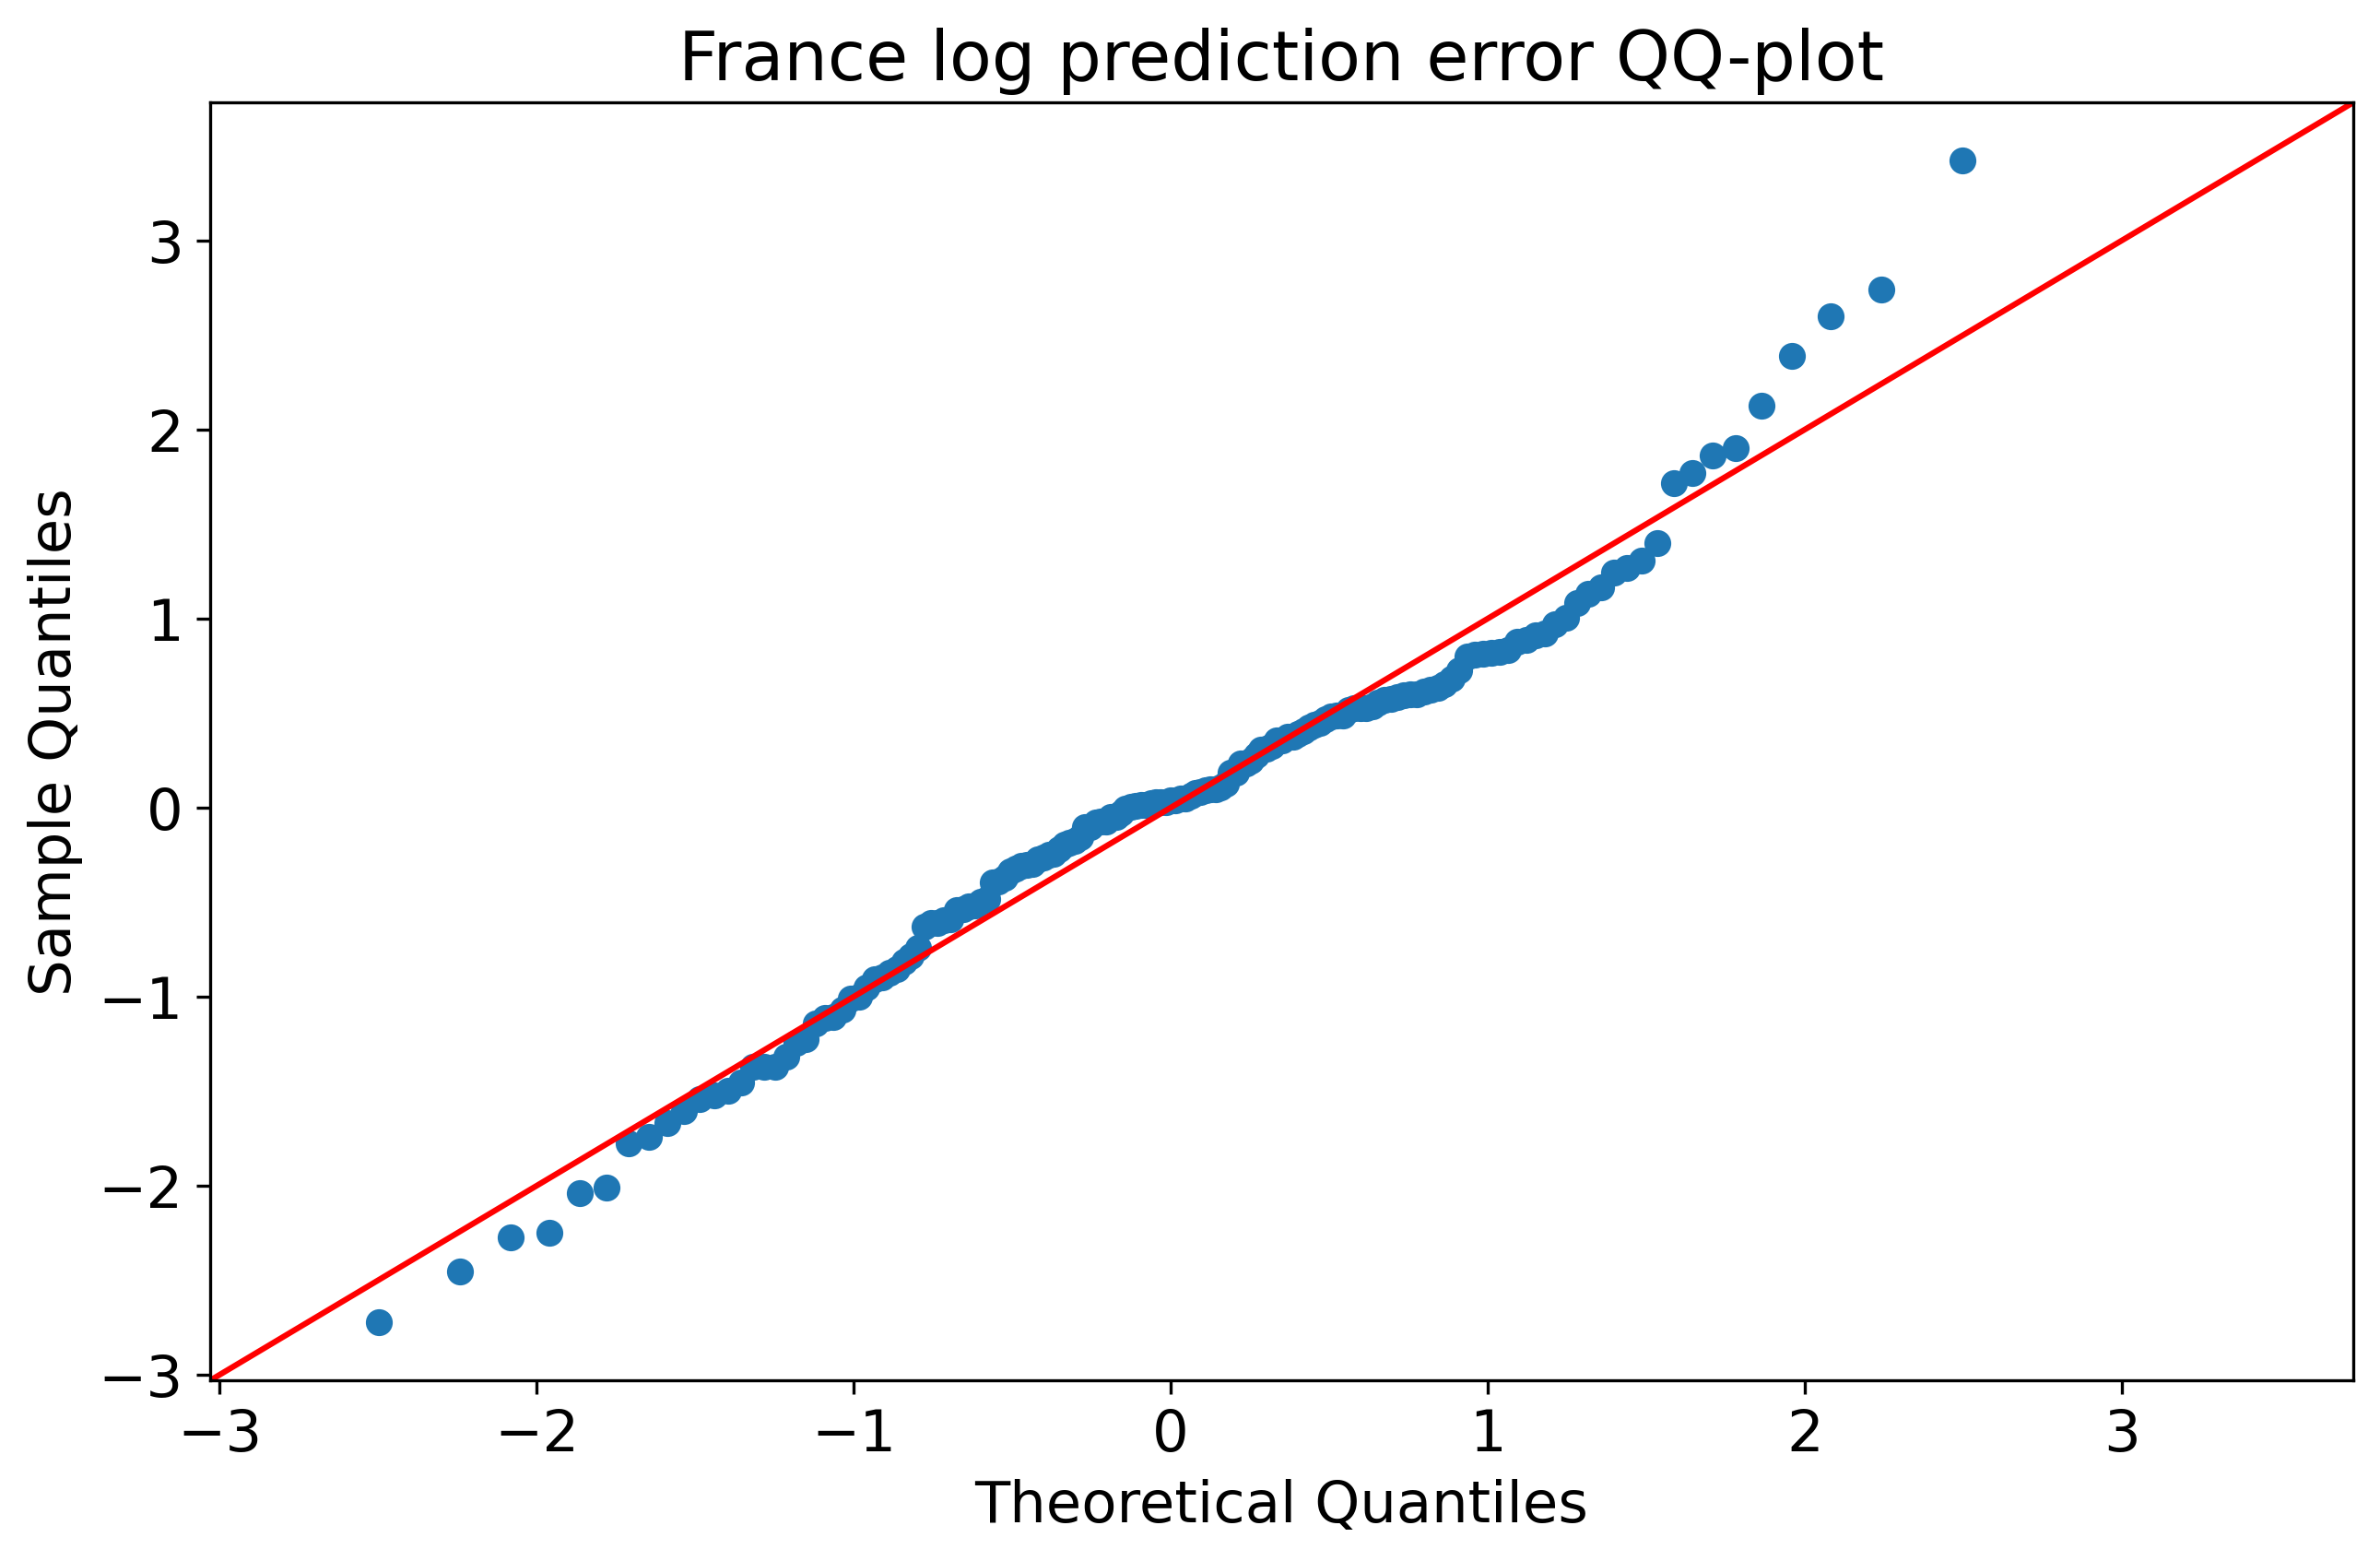 France log prediction error QQ-plot
3
2
1
0
−1
−2
−3
Sample Quantiles
−3 −2 −1 0 1 2 3
Theoretical Quantiles